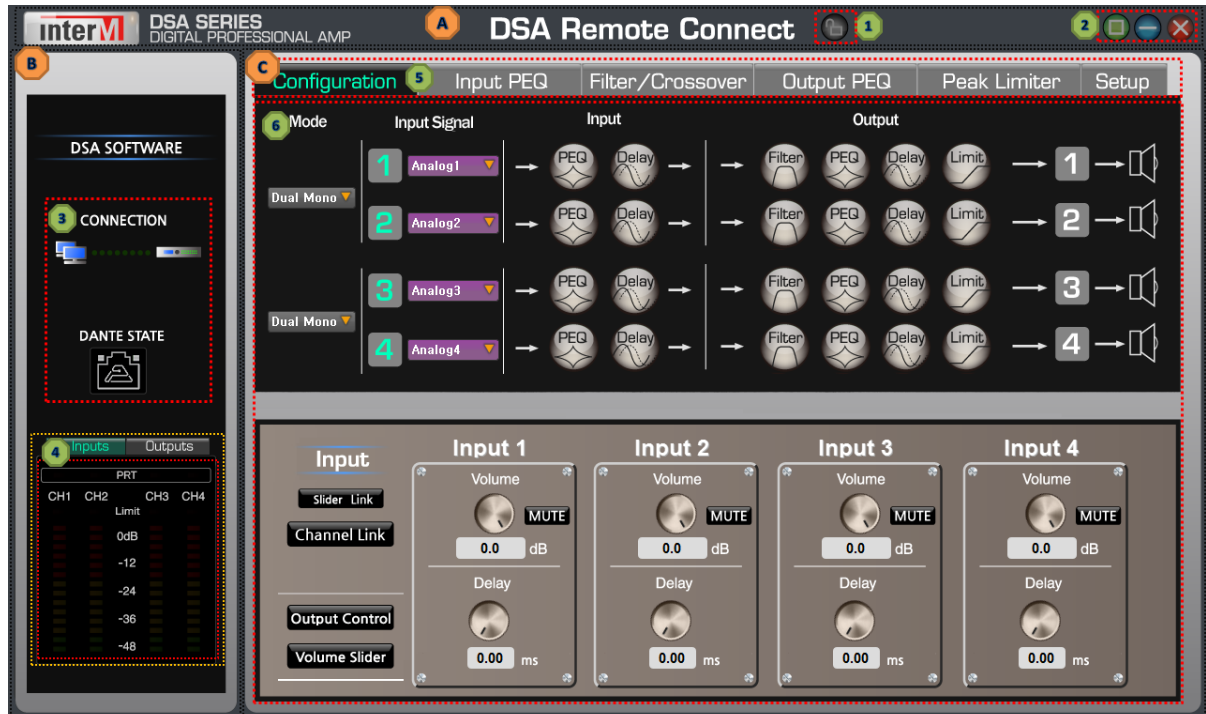 interM DSA SERIES
DIGITAL PROFESSIONAL AMP
A
DSA Remote Connect
1
2
B
DSA SOFTWARE
3 CONNECTION
DANTE STATE
4 Inputs Outputs
PRT
CH1 CH2 CH3 CH4
Limit
0dB
-12
-24
-36
-48
C
Configuration 5 Input PEQ Filter/Crossover Output PEQ Peak Limiter Setup
6 Mode Input Signal Input Output
Dual Mono
1 Analog1 PEQ Delay Filter PEQ Delay Limit 1
2 Analog2 PEQ Delay Filter PEQ Delay Limit 2
Dual Mono
3 Analog3 PEQ Delay Filter PEQ Delay Limit 3
4 Analog4 PEQ Delay Filter PEQ Delay Limit 4
Input
Slider Link
Channel Link
Output Control
Volume Slider
Input 1
Volume
MUTE
0.0 dB
Delay
0.00 ms
Input 2
Volume
MUTE
0.0 dB
Delay
0.00 ms
Input 3
Volume
MUTE
0.0 dB
Delay
0.00 ms
Input 4
Volume
MUTE
0.0 dB
Delay
0.00 ms